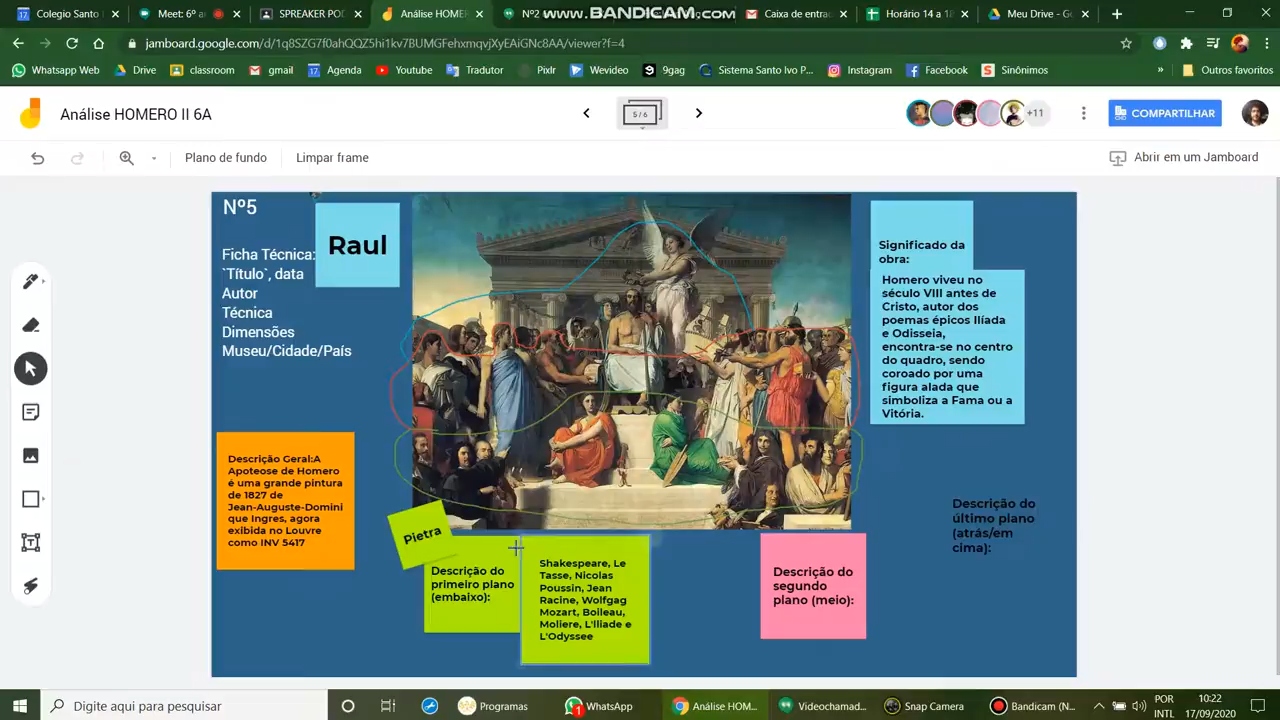 Colégio Santo I
Meet: 6º a
SPREAKER POD
Análise HOMER
Nº2
www.BANDICAM.com
Caixa de entra
Horário 14 a 18
Meu Drive - Go
jamboard.google.com/d/1q8SZG7f0ahQQZ5hi1kv7BUMGFehxmqvjXyEAiGNc8AA/viewer?f=4
Whatsapp Web
Drive
classroom
gmail
Agenda
Youtube
Tradutor
Pixlr
Wevideo
9gag
Sistema Santo Ivo P...
Instagram
Facebook
Sinônimos
»
Outros favoritos
Análise HOMERO II 6A
5 / 6
+11
COMPARTILHAR
Plano de fundo
Limpar frame
Abrir em um Jamboard
Nº5
Raul
Ficha Técnica:
`Título`, data
Autor
Técnica
Dimensões
Museu/Cidade/País
Significado da
obra:
Homero viveu no
século VIII antes de
Cristo, autor dos
poemas épicos Ilíada
e Odisseia,
encontra-se no centro
do quadro, sendo
coroado por uma
figura alada que
simboliza a Fama ou a
Vitória.
Descrição Geral:A
Apoteose de Homero
é uma grande pintura
de 1827 de
Jean-Auguste-Domini
que Ingres, agora
exibida no Louvre
como INV 5417
Pietra
Descrição do
primeiro plano
(embaixo):
Shakespeare, Le
Tasse, Nicolas
Poussin, Jean
Racine, Wolfgag
Mozart, Boileau,
Moliere, L'Iliade e
L'Odyssee
Descrição do
segundo
plano (meio):
Descrição do
último plano
(atrás/em
cima):
Digite aqui para pesquisar
Programas
1
WhatsApp
Análise HOM...
Videochamad...
Snap Camera
Bandicam (N...
POR
INTL
10:22
17/09/2020